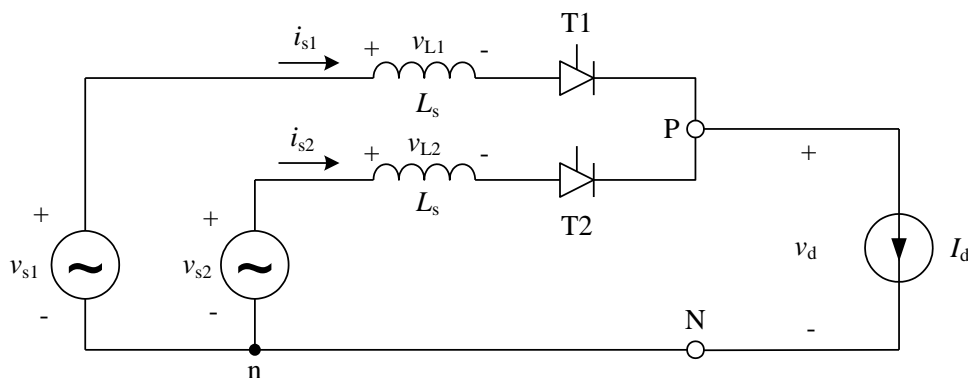 T1
i_s1
+ v_L1 -
L_s
P
i_s2
+ v_L2 -
+
L_s
T2
+
+
v_s1
~
v_s2
~
v_d
I_d
-
-
N
-
n